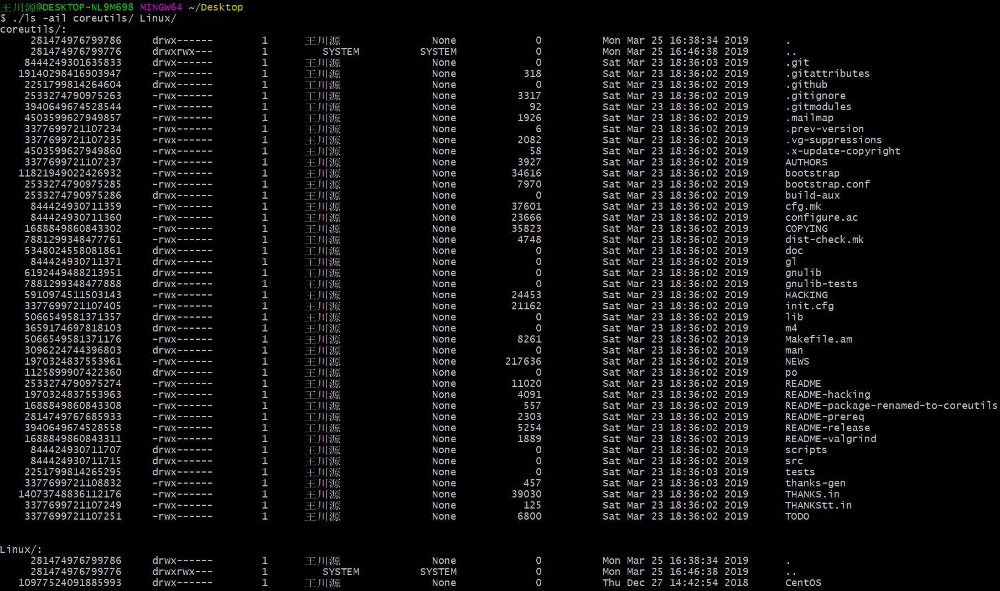 王川源@DESKTOP-NL9M698 MINGW64 ~/Desktop
$ ./ls -ail coreutils/ Linux/
coreutils/:
281474976799786 drwx------ 1 王川源 None 0 Mon Mar 25 16:38:34 2019 .
281474976799776 drwxrwx--- 1 SYSTEM SYSTEM 0 Mon Mar 25 16:46:38 2019 ..
8444249301635833 drwx------ 1 王川源 None 0 Sat Mar 23 18:36:03 2019 .git
19140298416903947 -rwx------ 1 王川源 None 318 Sat Mar 23 18:36:02 2019 .gitattributes
2251799814264604 drwx------ 1 王川源 None 0 Sat Mar 23 18:36:02 2019 .github
2533274790975263 -rwx------ 1 王川源 None 3317 Sat Mar 23 18:36:02 2019 .gitignore
3940649674528544 -rwx------ 1 王川源 None 92 Sat Mar 23 18:36:02 2019 .gitmodules
4503599627949857 -rwx------ 1 王川源 None 1926 Sat Mar 23 18:36:02 2019 .mailmap
3377699721107234 -rwx------ 1 王川源 None 6 Sat Mar 23 18:36:02 2019 .prev-version
3377699721107235 -rwx------ 1 王川源 None 2082 Sat Mar 23 18:36:02 2019 .vg-suppressions
4503599627949860 -rwx------ 1 王川源 None 58 Sat Mar 23 18:36:02 2019 .x-update-copyright
3377699721107237 -rwx------ 1 王川源 None 3927 Sat Mar 23 18:36:02 2019 AUTHORS
11821949022426932 -rwx------ 1 王川源 None 34616 Sat Mar 23 18:36:02 2019 bootstrap
2533274790975285 -rwx------ 1 王川源 None 7970 Sat Mar 23 18:36:02 2019 bootstrap.conf
2533274790975286 drwx------ 1 王川源 None 0 Sat Mar 23 18:36:02 2019 build-aux
844424930711359 -rwx------ 1 王川源 None 37601 Sat Mar 23 18:36:02 2019 cfg.mk
844424930711360 -rwx------ 1 王川源 None 23666 Sat Mar 23 18:36:02 2019 configure.ac
1688849860843302 -rwx------ 1 王川源 None 35823 Sat Mar 23 18:36:02 2019 COPYING
7881299348477761 -rwx------ 1 王川源 None 4748 Sat Mar 23 18:36:02 2019 dist-check.mk
5348024558081861 drwx------ 1 王川源 None 0 Sat Mar 23 18:36:02 2019 doc
844424930711371 drwx------ 1 王川源 None 0 Sat Mar 23 18:36:02 2019 gl
6192449488213951 drwx------ 1 王川源 None 0 Sat Mar 23 18:36:02 2019 gnulib
7881299348477888 drwx------ 1 王川源 None 0 Sat Mar 23 18:36:02 2019 gnulib-tests
5910974511503143 -rwx------ 1 王川源 None 24453 Sat Mar 23 18:36:02 2019 HACKING
3377699721107405 -rwx------ 1 王川源 None 21162 Sat Mar 23 18:36:02 2019 init.cfg
5066549581371357 drwx------ 1 王川源 None 0 Sat Mar 23 18:36:02 2019 lib
3659174697818103 drwx------ 1 王川源 None 0 Sat Mar 23 18:36:02 2019 m4
5066549581371176 -rwx------ 1 王川源 None 8261 Sat Mar 23 18:36:02 2019 Makefile.am
3096224744396803 drwx------ 1 王川源 None 0 Sat Mar 23 18:36:02 2019 man
1970324837553961 -rwx------ 1 王川源 None 217636 Sat Mar 23 18:36:02 2019 NEWS
1125899907422360 drwx------ 1 王川源 None 0 Sat Mar 23 18:36:02 2019 po
2533274790975274 -rwx------ 1 王川源 None 11020 Sat Mar 23 18:36:02 2019 README
1970324837553963 -rwx------ 1 王川源 None 4091 Sat Mar 23 18:36:02 2019 README-hacking
1688849860843308 -rwx------ 1 王川源 None 557 Sat Mar 23 18:36:02 2019 README-package-renamed-to-coreutils
2814749767685933 -rwx------ 1 王川源 None 2303 Sat Mar 23 18:36:02 2019 README-prereq
3940649674528558 -rwx------ 1 王川源 None 5254 Sat Mar 23 18:36:02 2019 README-release
1688849860843311 -rwx------ 1 王川源 None 1889 Sat Mar 23 18:36:02 2019 README-valgrind
844424930711707 drwx------ 1 王川源 None 0 Sat Mar 23 18:36:02 2019 scripts
844424930711715 drwx------ 1 王川源 None 0 Sat Mar 23 18:36:02 2019 src
2251799814265295 drwx------ 1 王川源 None 0 Sat Mar 23 18:36:03 2019 tests
3377699721108832 -rwx------ 1 王川源 None 457 Sat Mar 23 18:36:03 2019 thanks-gen
14073748836112176 -rwx------ 1 王川源 None 39030 Sat Mar 23 18:36:02 2019 THANKS.in
3377699721107249 -rwx------ 1 王川源 None 125 Sat Mar 23 18:36:02 2019 THANKStt.in
3377699721107251 -rwx------ 1 王川源 None 6800 Sat Mar 23 18:36:02 2019 TODO
Linux/:
281474976799786 drwx------ 1 王川源 None 0 Mon Mar 25 16:38:34 2019 .
281474976799776 drwxrwx--- 1 SYSTEM SYSTEM 0 Mon Mar 25 16:46:38 2019 ..
10977524091885993 drwx------ 1 王川源 None 0 Thu Dec 27 14:42:54 2018 CentOS